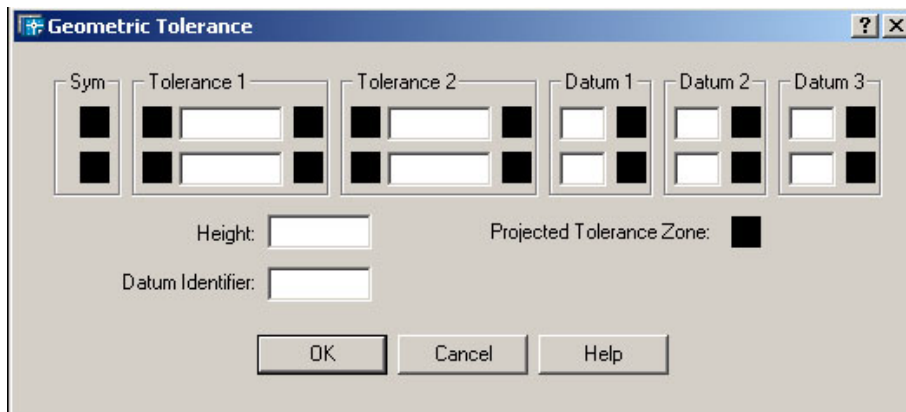 Geometric Tolerance
Sym Tolerance 1 Tolerance 2 Datum 1 Datum 2 Datum 3
Height: Projected Tolerance Zone:
Datum Identifier:
OK Cancel Help